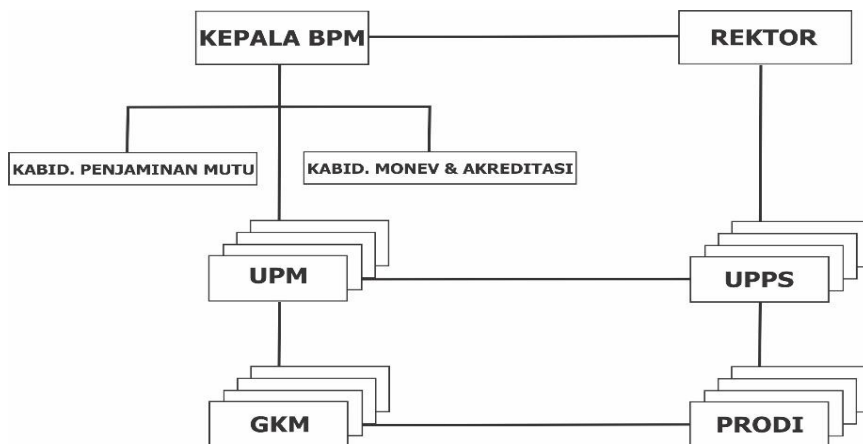 KEPALA BPM
REKTOR
KABID. PENJAMINAN MUTU
KABID. MONEV & AKREDITASI
UPM
UPPS
GKM
PRODI